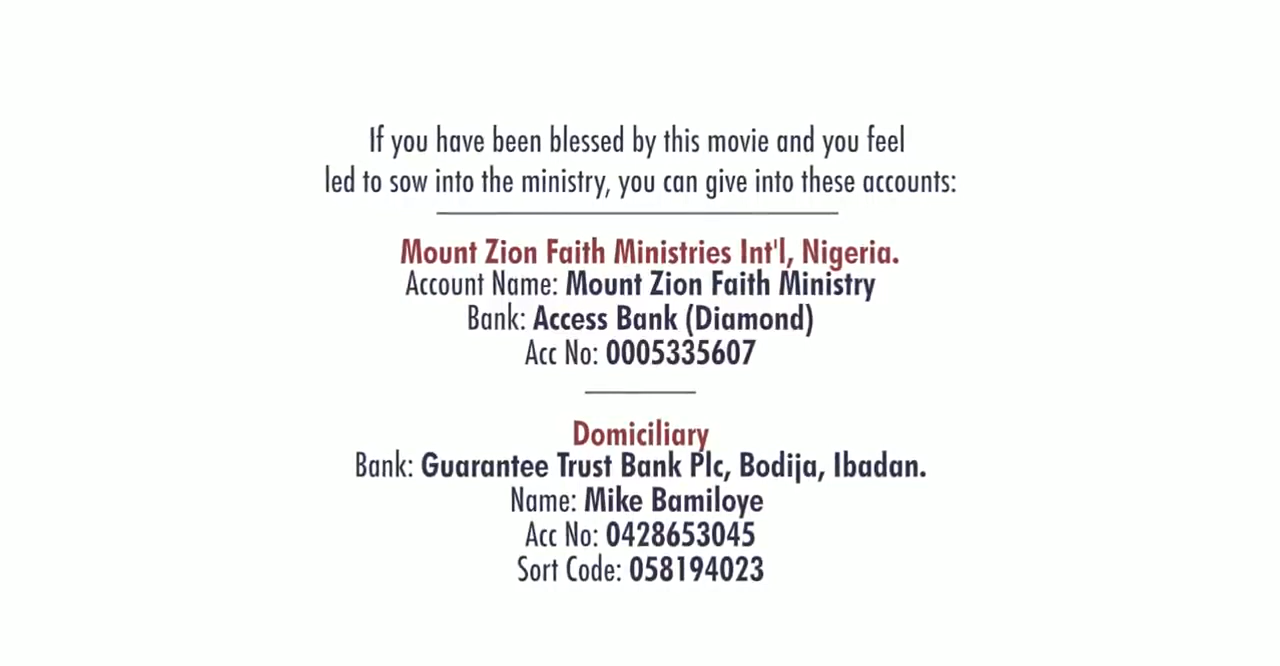 If you have been blessed by this movie and you feel
led to sow into the ministry, you can give into these accounts:
Mount Zion Faith Ministries Int'l, Nigeria.
Account Name: Mount Zion Faith Ministry
Bank: Access Bank (Diamond)
Acc No: 0005335607
Domiciliary
Bank: Guarantee Trust Bank Plc, Bodija, Ibadan.
Name: Mike Bamiloye
Acc No: 0428653045
Sort Code: 058194023